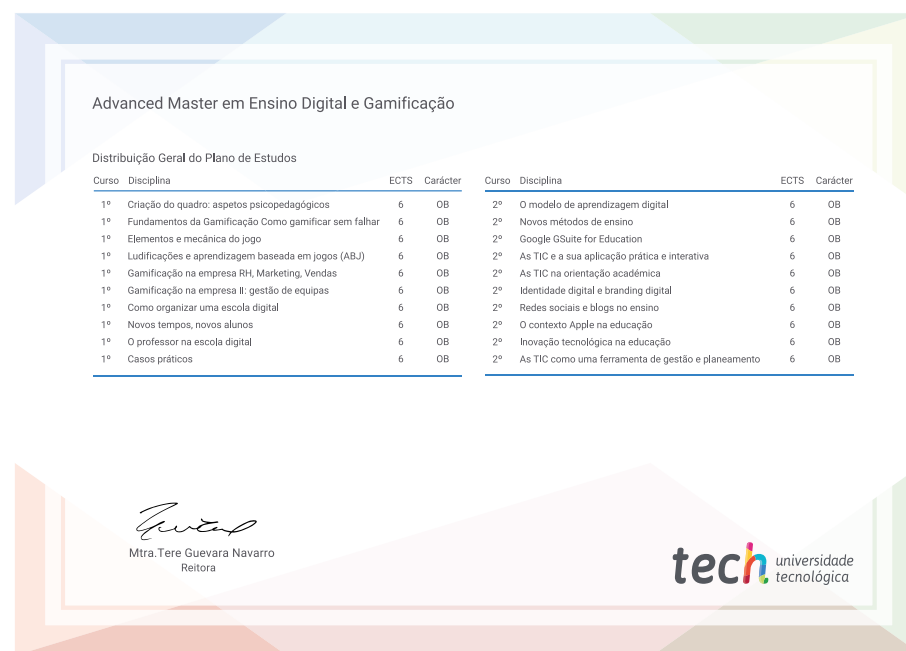 Advanced Master em Ensino Digital e Gamificação
Distribuição Geral do Plano de Estudos
Curso Disciplina ECTS Carácter
1º Criação do quadro: aspetos psicopedagógicos 6 OB
1º Fundamentos da Gamificação Como gamificar sem falhar 6 OB
1º Elementos e mecânica do jogo 6 OB
1º Ludificações e aprendizagem baseada em jogos (ABJ) 6 OB
1º Gamificação na empresa RH, Marketing, Vendas 6 OB
1º Gamificação na empresa II: gestão de equipas 6 OB
1º Como organizar uma escola digital 6 OB
1º Novos tempos, novos alunos 6 OB
1º O professor na escola digital 6 OB
1º Casos práticos 6 OB
Curso Disciplina ECTS Carácter
2º O modelo de aprendizagem digital 6 OB
2º Novos métodos de ensino 6 OB
2º Google GSuite for Education 6 OB
2º As TIC e a sua aplicação prática e interativa 6 OB
2º As TIC na orientação académica 6 OB
2º Identidade digital e branding digital 6 OB
2º Redes sociais e blogs no ensino 6 OB
2º O contexto Apple na educação 6 OB
2º Inovação tecnológica na educação 6 OB
2º As TIC como uma ferramenta de gestão e planeamento 6 OB
Mtra.Tere Guevara Navarro
Reitora
tech universidade
tecnológica